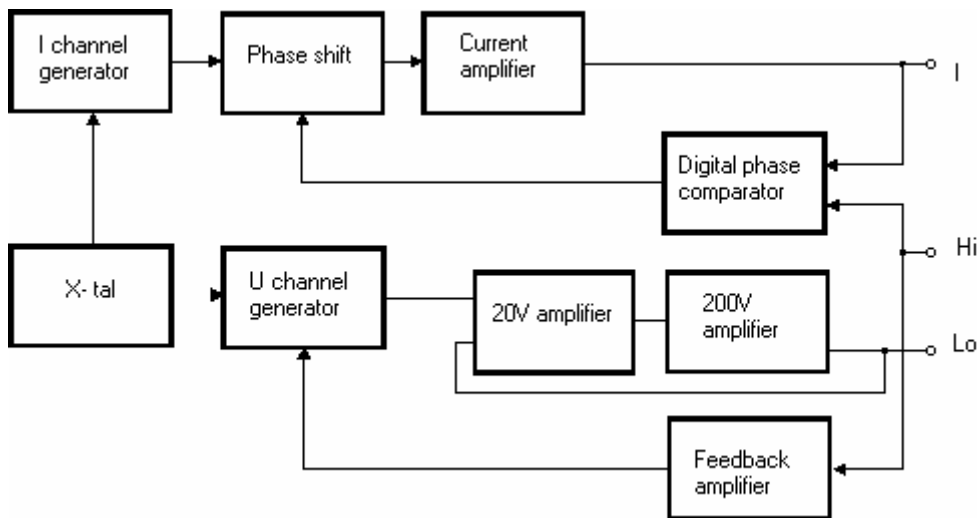 I channel
generator
Phase shift
Current
amplifier
I
Digital phase
comparator
Hi
X- tal
U channel
generator
20V amplifier
200V
amplifier
Lo
Feedback
amplifier